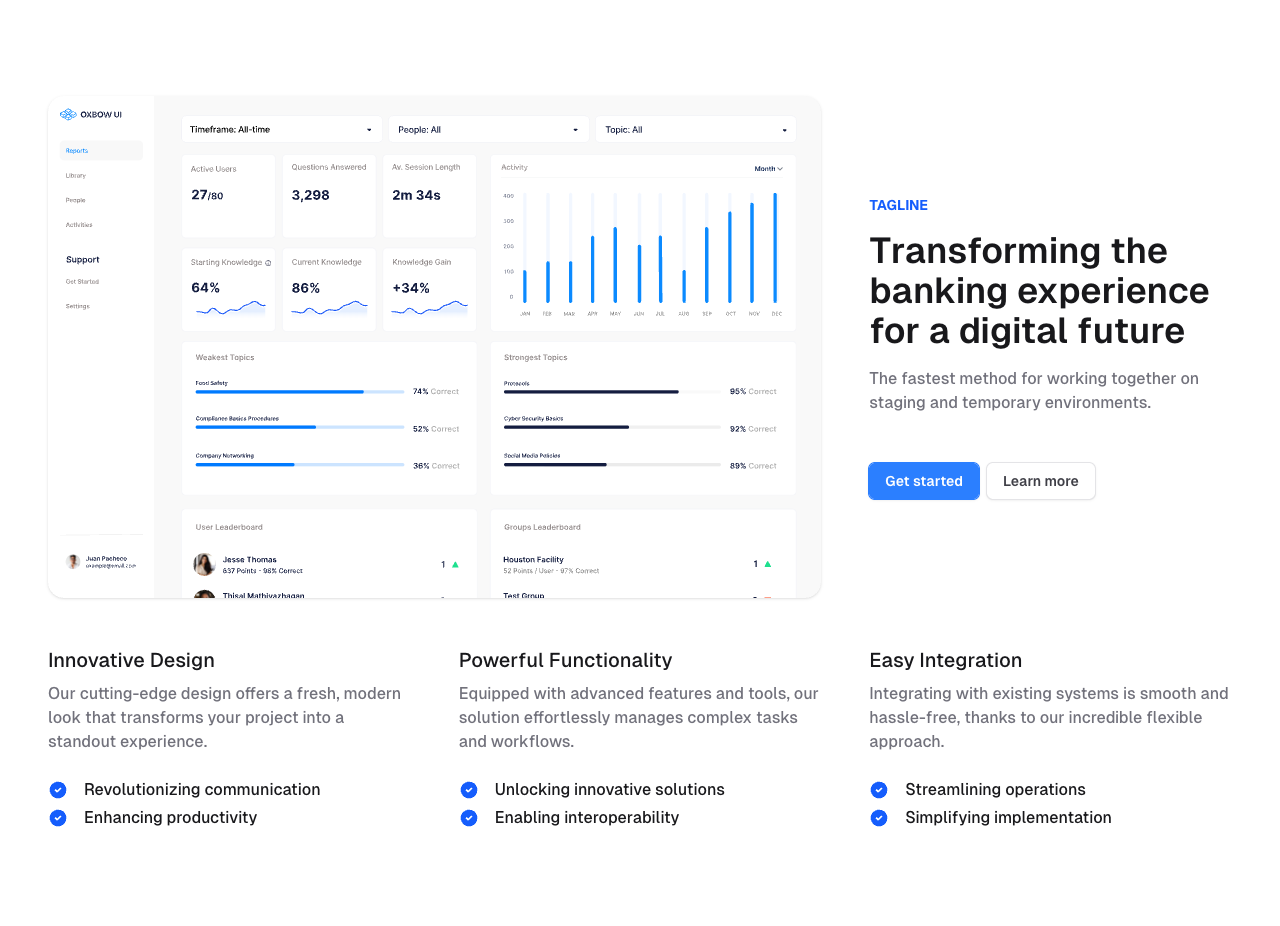 OXBOW UI
Reports
Library
People
Activities
Support
Get Started
Settings
Juan Pacheco
example@email.com
Timeframe: All-time
People: All
Topic: All
Active Users
27/80
Questions Answered
3,298
Av. Session Length
2m 34s
Starting Knowledge
64%
Current Knowledge
86%
Knowledge Gain
+34%
Activity
Month
400
300
200
100
0
JAN FEB MAR APR MAY JUN JUL AUG SEP OCT NOV DEC
Weakest Topics
Food Safety
74% Correct
Compliance Basics Procedures
52% Correct
Company Networking
36% Correct
Strongest Topics
Protocols
95% Correct
Cyber Security Basics
92% Correct
Social Media Policies
89% Correct
User Leaderboard
Jesse Thomas
637 Points - 98% Correct
1
Thisal Mathiyazhagan
Groups Leaderboard
Houston Facility
52 Points / User - 97% Correct
1
Test Group
TAGLINE
Transforming the
banking experience
for a digital future
The fastest method for working together on
staging and temporary environments.
Get started
Learn more
Innovative Design
Our cutting-edge design offers a fresh, modern
look that transforms your project into a
standout experience.
Revolutionizing communication
Enhancing productivity
Powerful Functionality
Equipped with advanced features and tools, our
solution effortlessly manages complex tasks
and workflows.
Unlocking innovative solutions
Enabling interoperability
Easy Integration
Integrating with existing systems is smooth and
hassle-free, thanks to our incredible flexible
approach.
Streamlining operations
Simplifying implementation